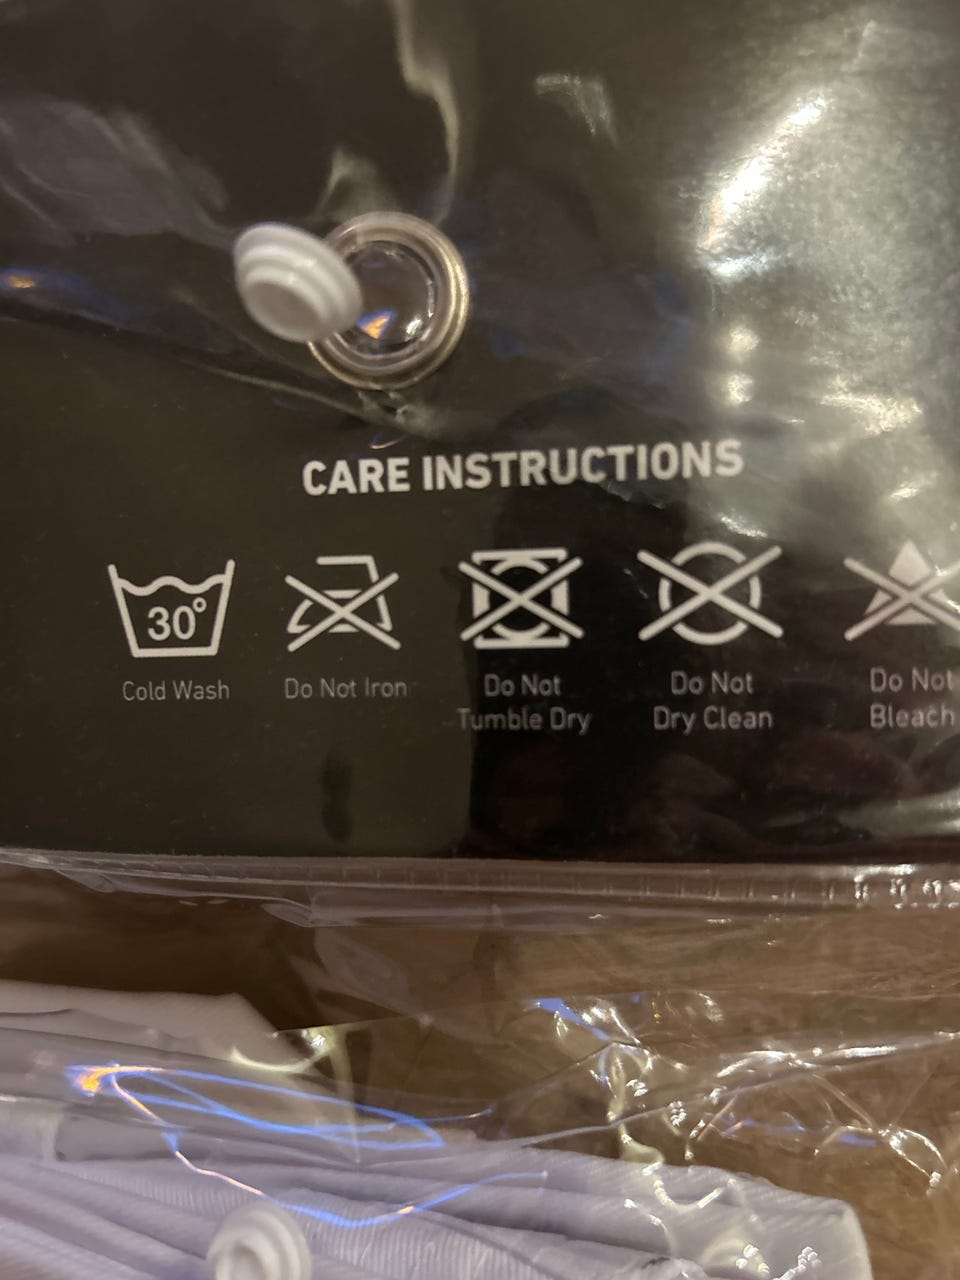 CARE INSTRUCTIONS
30°
Cold Wash
Do Not Iron
Do Not
Tumble Dry
Do Not
Dry Clean
Do Not
Bleach